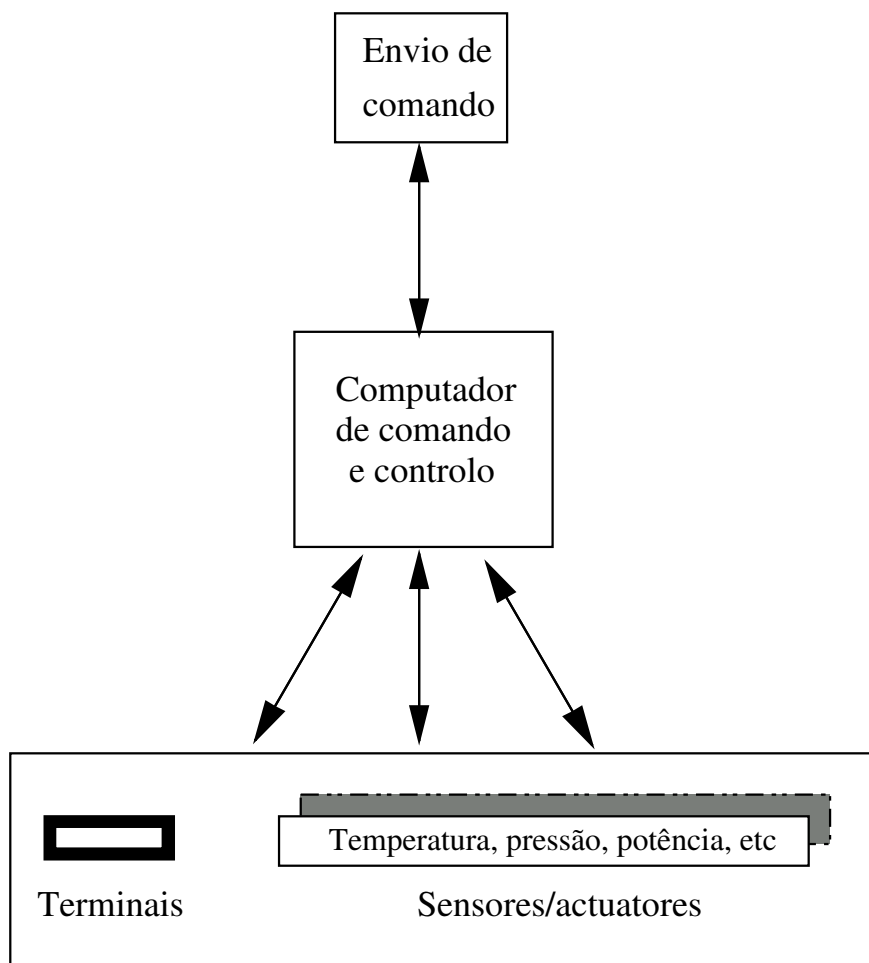 Envio de
comando
Computador
de comando
e controlo
Temperatura, pressão, potência, etc
Terminais
Sensores/actuatores